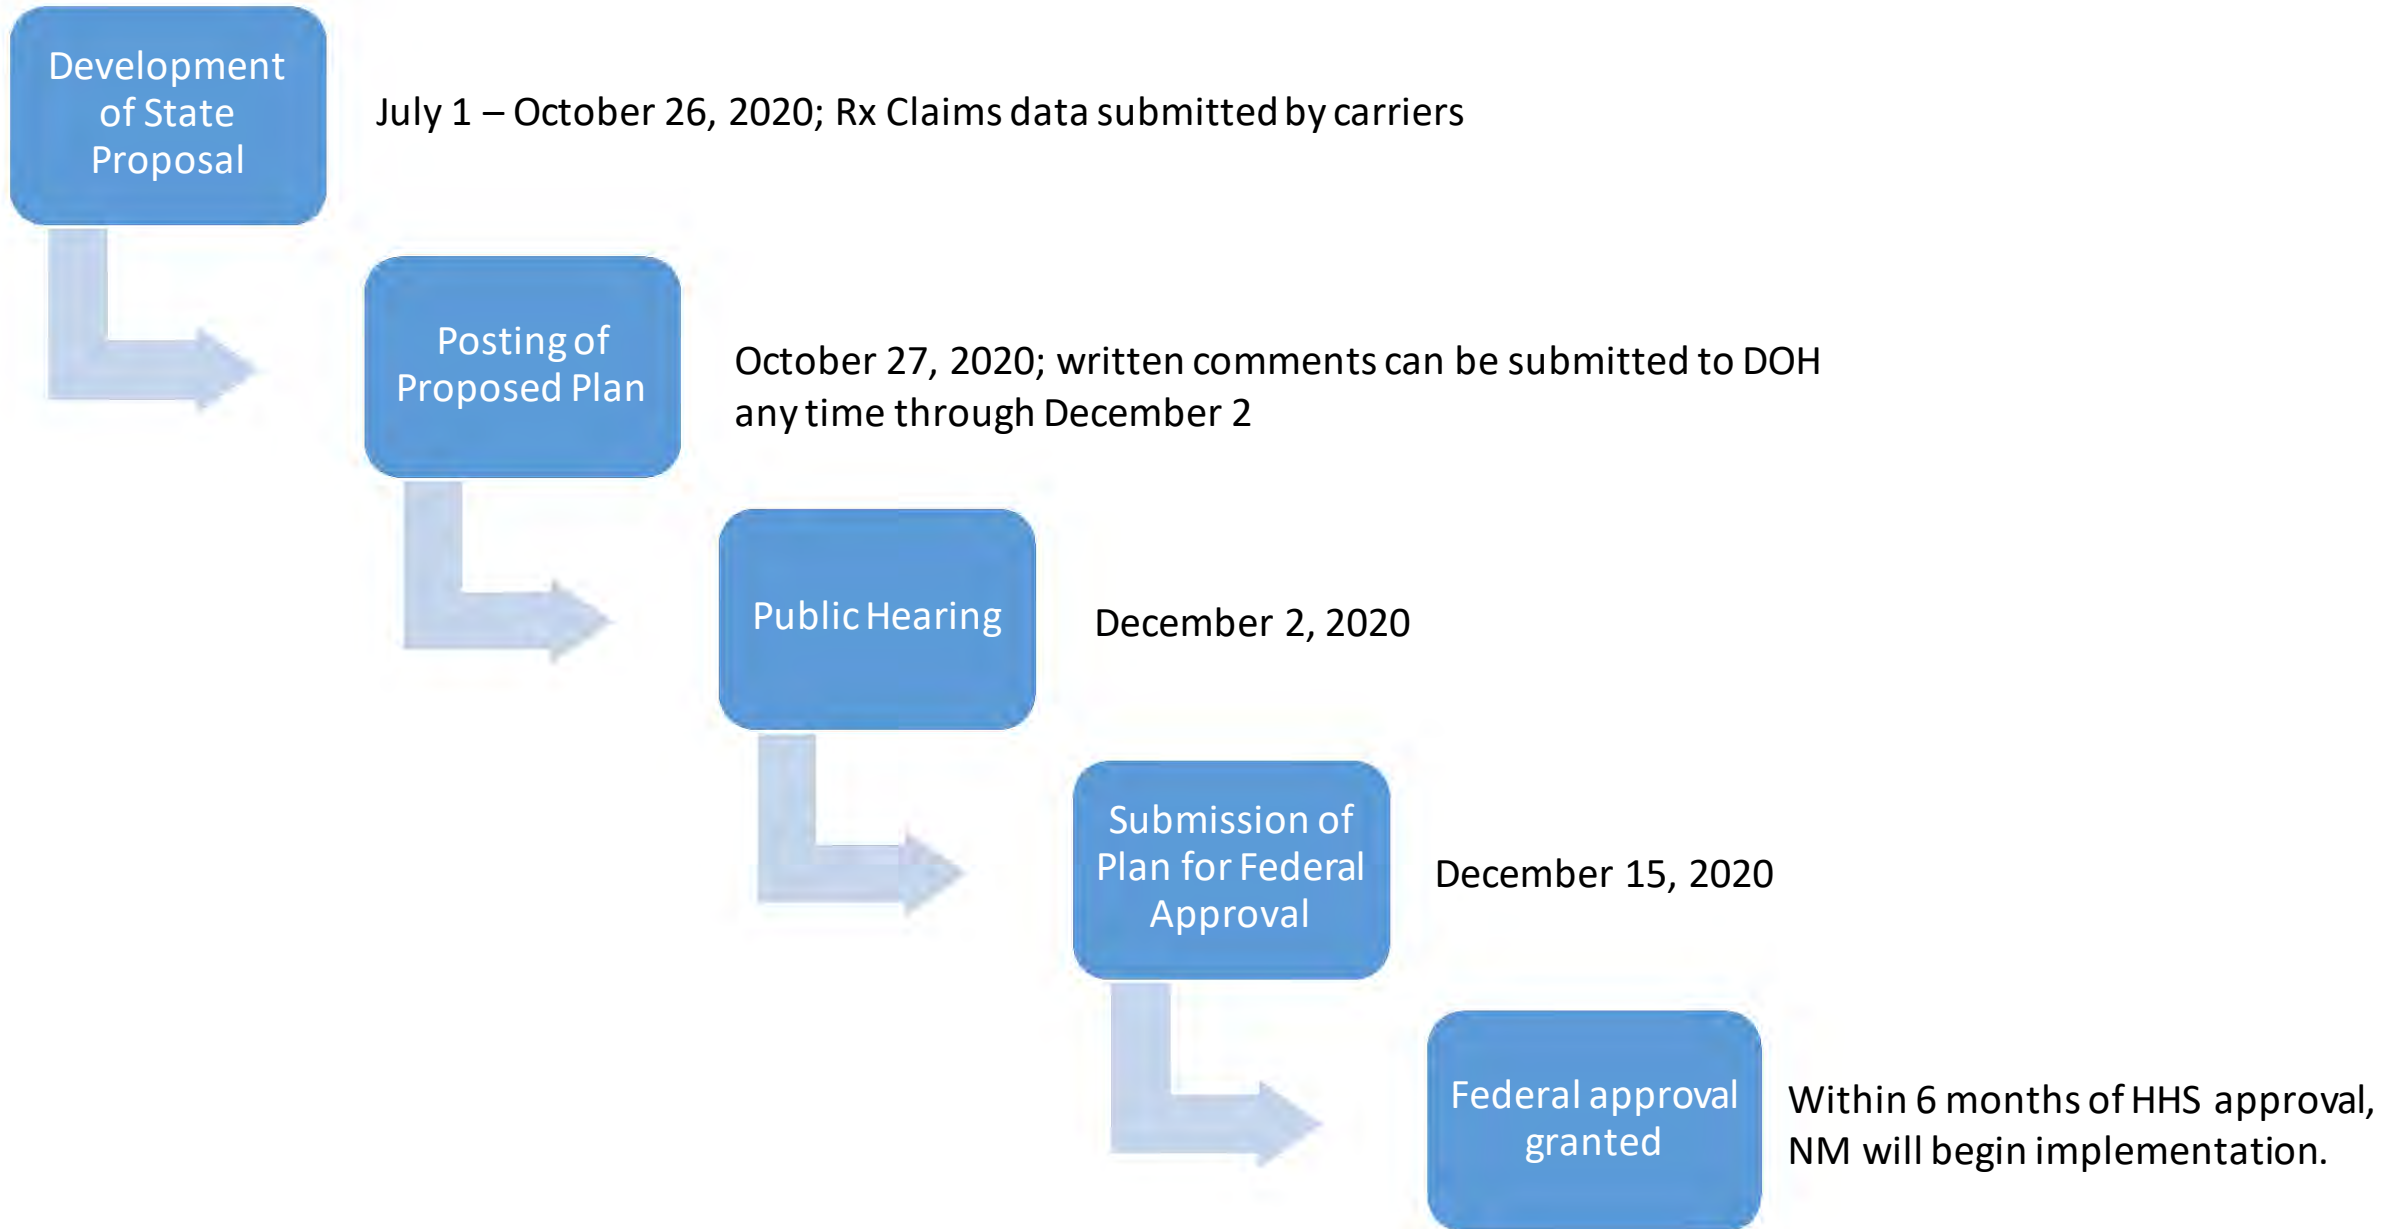 Development
of State
Proposal
July 1 – October 26, 2020; Rx Claims data submitted by carriers
Posting of
Proposed Plan
October 27, 2020; written comments can be submitted to DOH
any time through December 2
Public Hearing
December 2, 2020
Submission of
Plan for Federal
Approval
December 15, 2020
Federal approval
granted
Within 6 months of HHS approval,
NM will begin implementation.